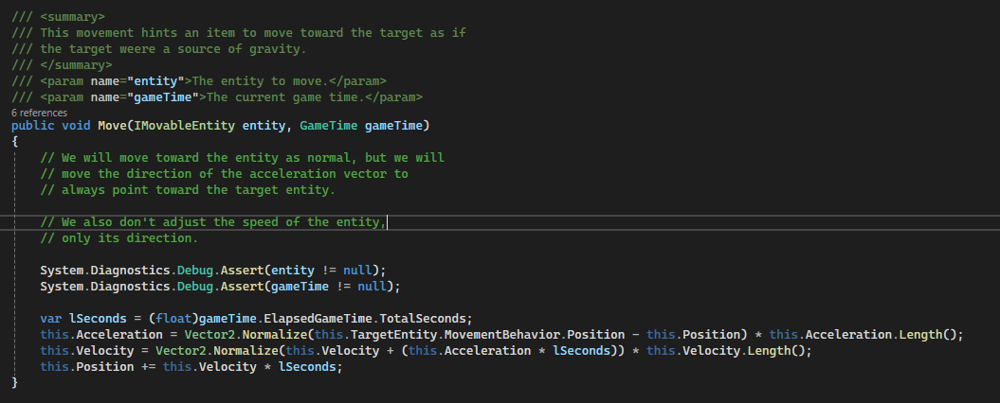 /// <summary>
/// This movement hints an item to move toward the target as if
/// the target weere a source of gravity.
/// </summary>
/// <param name="entity">The entity to move.</param>
/// <param name="gameTime">The current game time.</param>
6 references
public void Move(IMovableEntity entity, GameTime gameTime)
{
    // We will move toward the entity as normal, but we will
    // move the direction of the acceleration vector to
    // always point toward the target entity.

    // We also don't adjust the speed of the entity,
    // only its direction.

    System.Diagnostics.Debug.Assert(entity != null);
    System.Diagnostics.Debug.Assert(gameTime != null);

    var lSeconds = (float)gameTime.ElapsedGameTime.TotalSeconds;
    this.Acceleration = Vector2.Normalize(this.TargetEntity.MovementBehavior.Position - this.Position) * this.Acceleration.Length();
    this.Velocity = Vector2.Normalize(this.Velocity + (this.Acceleration * lSeconds)) * this.Velocity.Length();
    this.Position += this.Velocity * lSeconds;
}